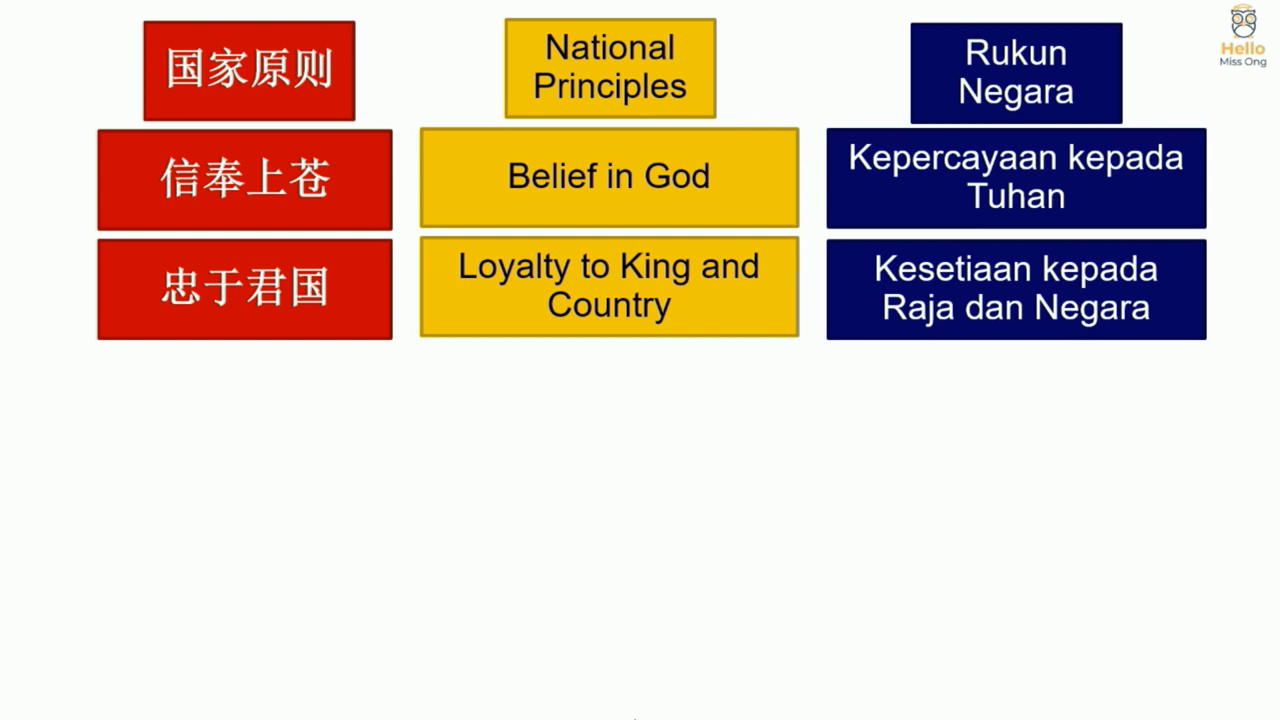 国家原则
National
Principles
Rukun
Negara
Hello
Miss Ong
信奉上苍
Belief in God
Kepercayaan kepada
Tuhan
忠于君国
Loyalty to King and
Country
Kesetiaan kepada
Raja dan Negara